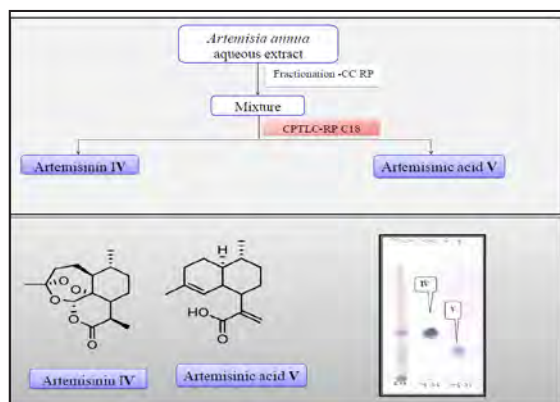 Artemisia annua
aqueous extract
Fractionation -CC RP
Mixture
CPTLC-RP C18
Artemisinin IV
Artemisinic acid V
H
O
O
O
O
O
HO
O
IV
V
Artemisinin IV
Artemisinic acid V